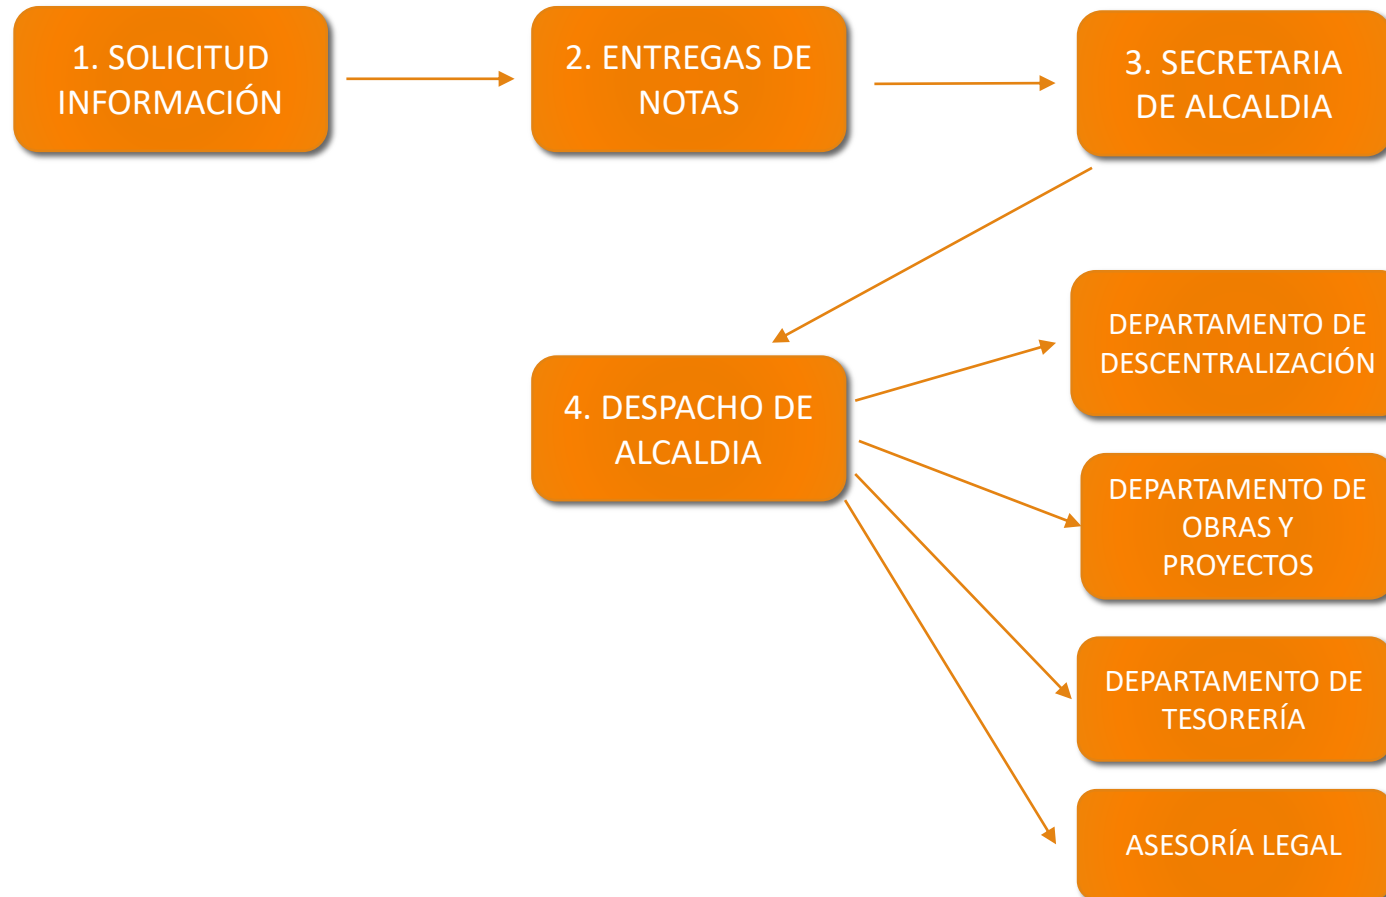 1. SOLICITUD
INFORMACIÓN
2. ENTREGAS DE
NOTAS
3. SECRETARIA
DE ALCALDIA
4. DESPACHO DE
ALCALDIA
DEPARTAMENTO DE
DESCENTRALIZACIÓN
DEPARTAMENTO DE
OBRAS Y
PROYECTOS
DEPARTAMENTO DE
TESORERÍA
ASESORÍA LEGAL